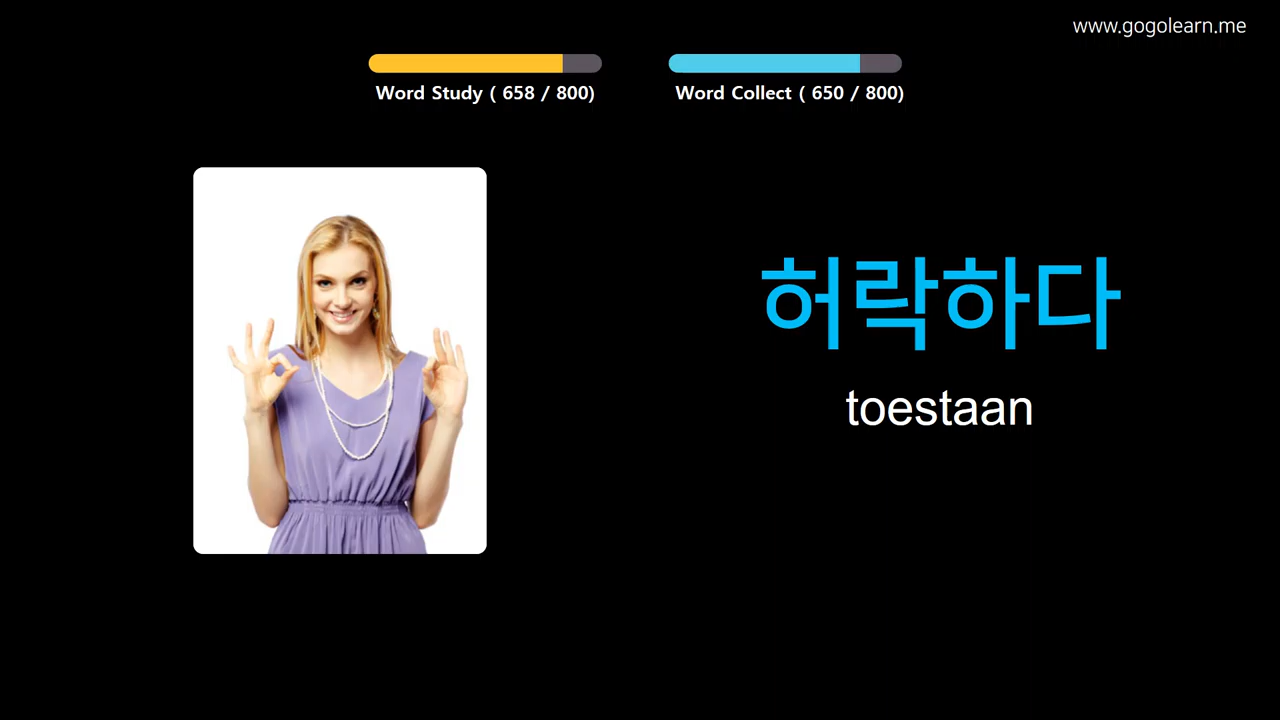 www.gogolearn.me
Word Study ( 658 / 800)
Word Collect ( 650 / 800)
허락하다
toestaan